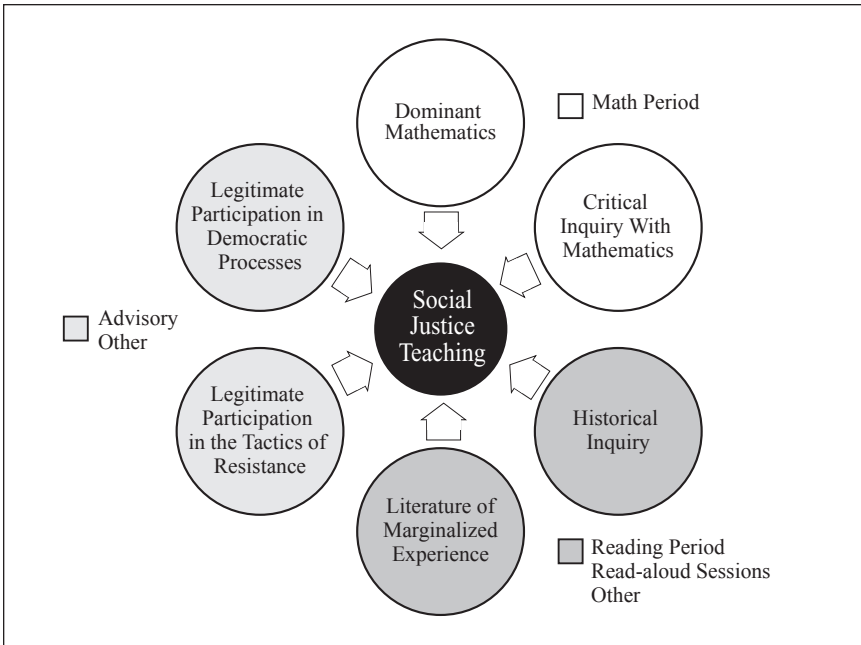 Dominant
Mathematics
Math Period
Legitimate
Participation in
Democratic
Processes
Critical
Inquiry With
Mathematics
Social
Justice
Teaching
Advisory
Other
Legitimate
Participation
in the Tactics of
Resistance
Historical
Inquiry
Literature of
Marginalized
Experience
Reading Period
Read-aloud Sessions
Other